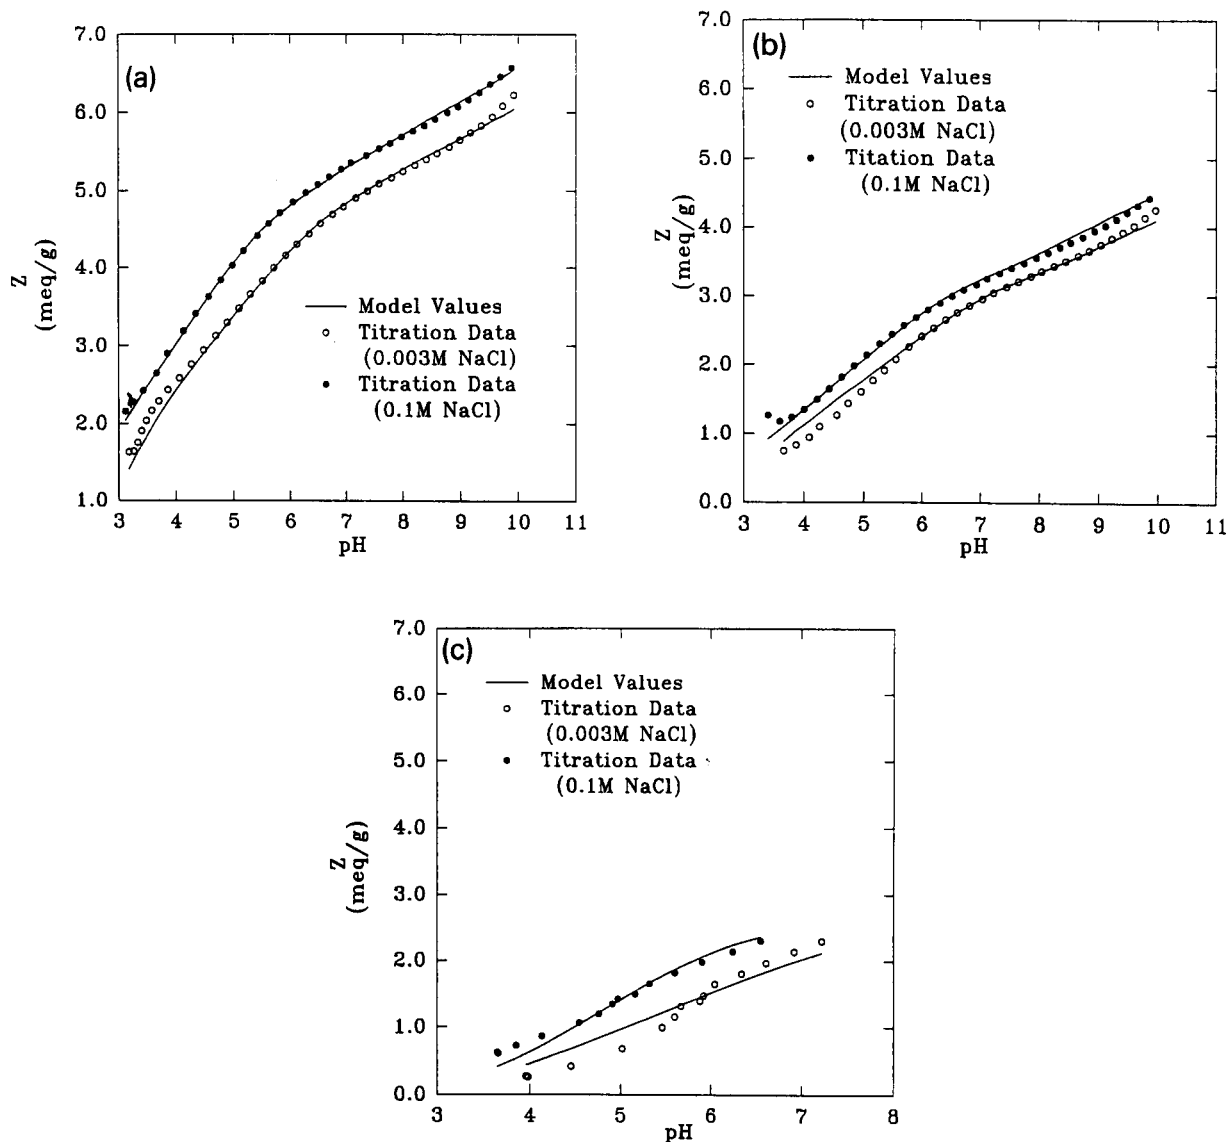 (a)
7.0
6.0
5.0
4.0
3.0
2.0
1.0
Z
(meq/g)
Model Values
Titration Data
(0.003M NaCl)
Titration Data
(0.1M NaCl)
3 4 5 6 7 8 9 10 11
pH
(b)
7.0
6.0
5.0
4.0
3.0
2.0
1.0
0.0
Z
(meq/g)
Model Values
Titration Data
(0.003M NaCl)
Titation Data
(0.1M NaCl)
3 4 5 6 7 8 9 10 11
pH
(c)
7.0
6.0
5.0
4.0
3.0
2.0
1.0
0.0
Z
(meq/g)
Model Values
Titration Data
(0.003M NaCl)
Titration Data
(0.1M NaCl)
3 4 5 6 7 8
pH